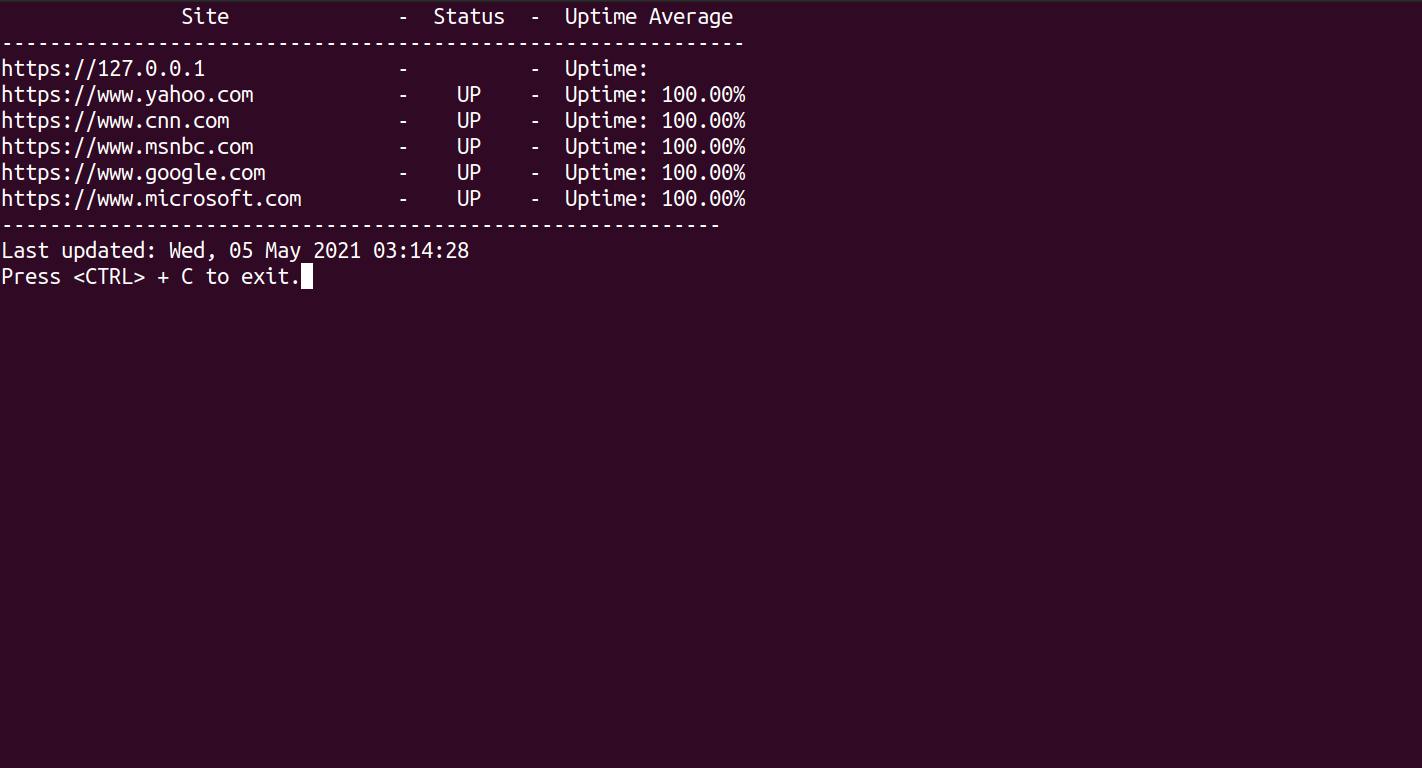 Site - Status - Uptime Average
--------------------------------------------------------------
https://127.0.0.1 - - Uptime:
https://www.yahoo.com - UP - Uptime: 100.00%
https://www.cnn.com - UP - Uptime: 100.00%
https://www.msnbc.com - UP - Uptime: 100.00%
https://www.google.com - UP - Uptime: 100.00%
https://www.microsoft.com - UP - Uptime: 100.00%
------------------------------------------------------------
Last updated: Wed, 05 May 2021 03:14:28
Press <CTRL> + C to exit.